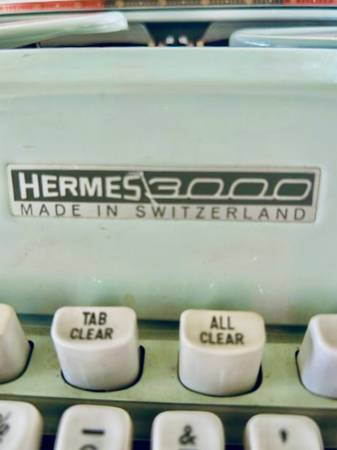 HERMES 3000
MADE IN SWITZERLAND
TAB
CLEAR
ALL
CLEAR
&